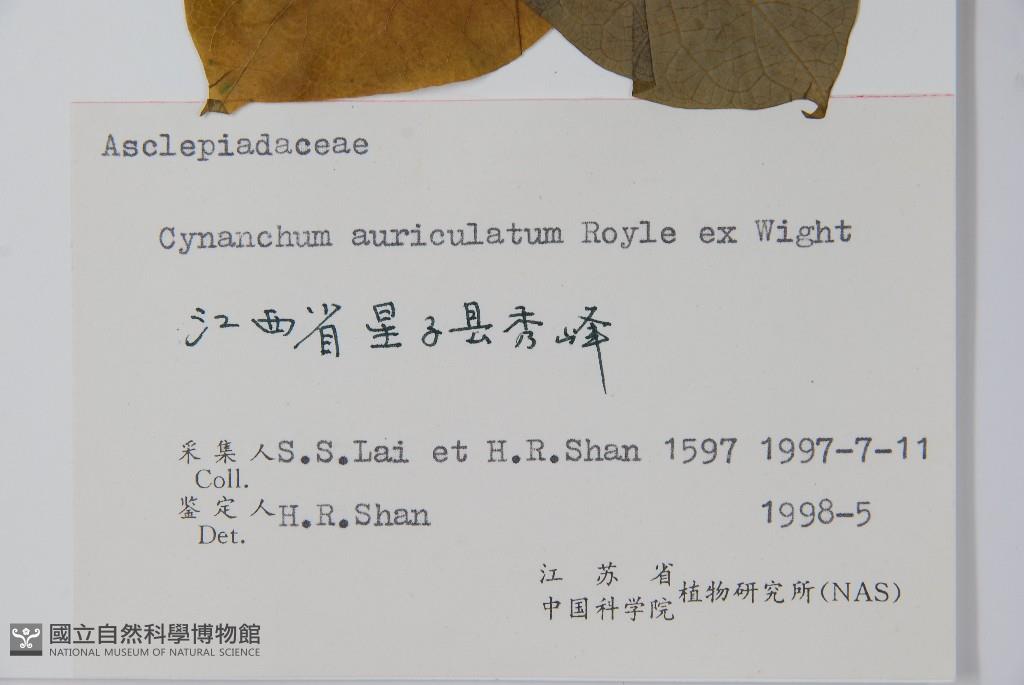 Asclepiadaceae
Cynanchum auriculatum Royle ex Wight
江西省星子县秀峰
采集人 S.S.Lai et H.R.Shan 1597 1997-7-11
Coll.
鉴定人 H.R.Shan 1998-5
Det.
江苏省
中国科学院 植物研究所(NAS)
國立自然科學博物館
NATIONAL MUSEUM OF NATURAL SCIENCE